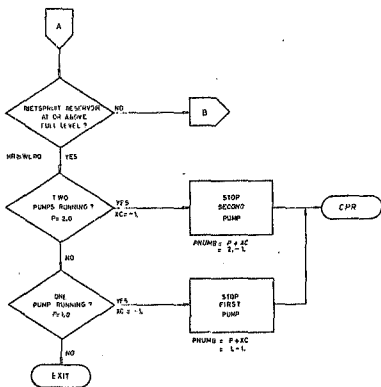 A
RIETSPRUIT RESERVOIR
AT OR ABOVE
FULL LEVEL ?
NO
B
YES
TWO
PUMPS RUNNING ?
P= 2,0
YES
XC= -1,
STOP
SECOND
PUMP
CPR
PNUMB = P + XC
= 2, -1,
NO
ONE
PUMP RUNNING ?
P= 1,0
YES
XC = -1,
STOP
FIRST
PUMP
PNUMB = P + XC
= 1, -1,
NO
EXIT